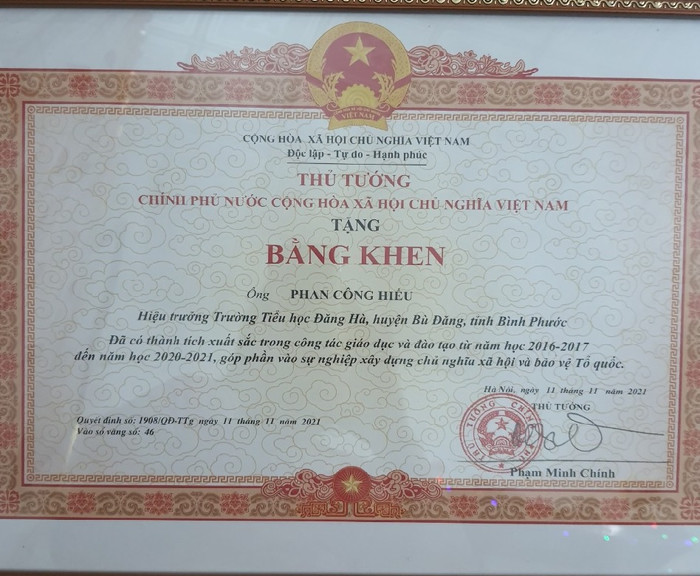 VIỆT NAM
CỘNG HÒA XÃ HỘI CHỦ NGHĨA VIỆT NAM
Độc lập - Tự do - Hạnh phúc
THỦ TƯỚNG
CHÍNH PHỦ NƯỚC CỘNG HÒA XÃ HỘI CHỦ NGHĨA VIỆT NAM
TẶNG
BẰNG KHEN
Ông PHAN CÔNG HIẾU
Hiệu trưởng Trường Tiểu học Đăng Hà, huyện Bù Đăng, tỉnh Bình Phước
Đã có thành tích xuất sắc trong công tác giáo dục và đào tạo từ năm học 2016-2017
đến năm học 2020-2021, góp phần vào sự nghiệp xây dựng chủ nghĩa xã hội và bảo vệ Tổ quốc.
Hà Nội, ngày 11 tháng 11 năm 2021
THỦ TƯỚNG
Quyết định số: 1908/QĐ-TTg ngày 11 tháng 11 năm 2021
Vào sổ vàng số: 46
THỦ TƯỚNG CHÍNH PHỦ
Phạm Minh Chính